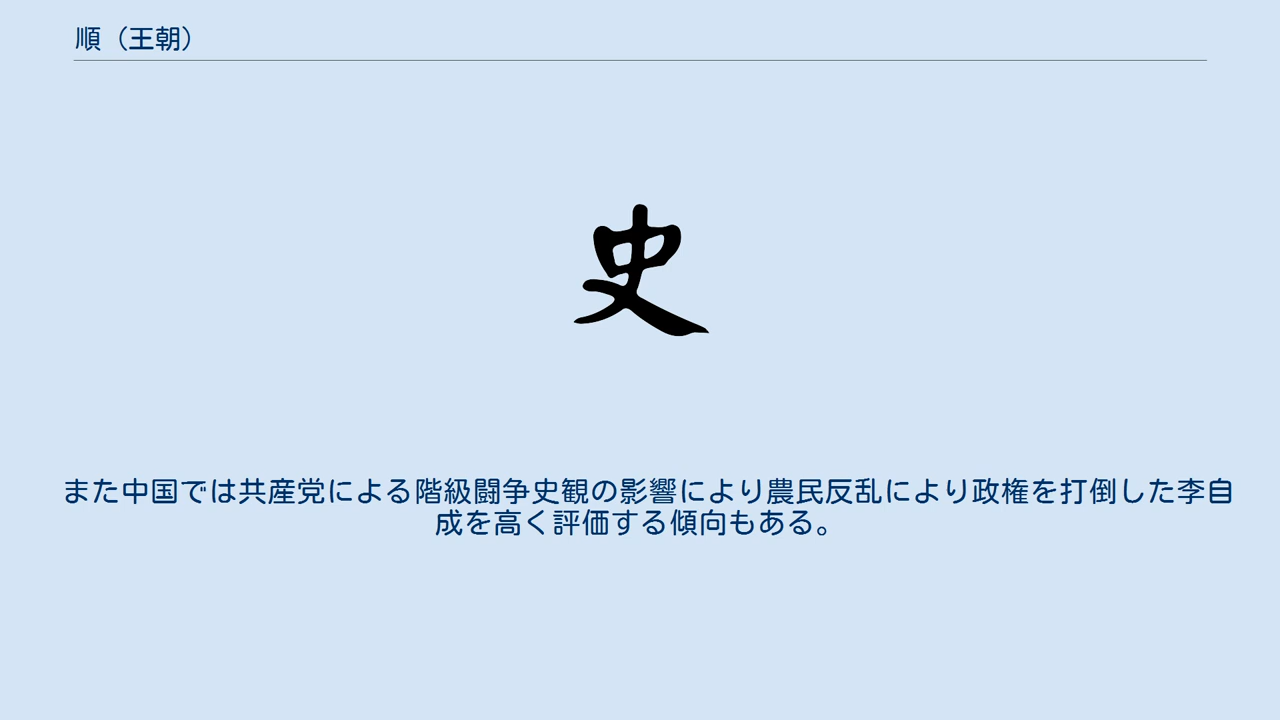 順（王朝）
史
また中国では共産党による階級闘争史観の影響により農民反乱により政権を打倒した李自
成を高く評価する傾向もある。